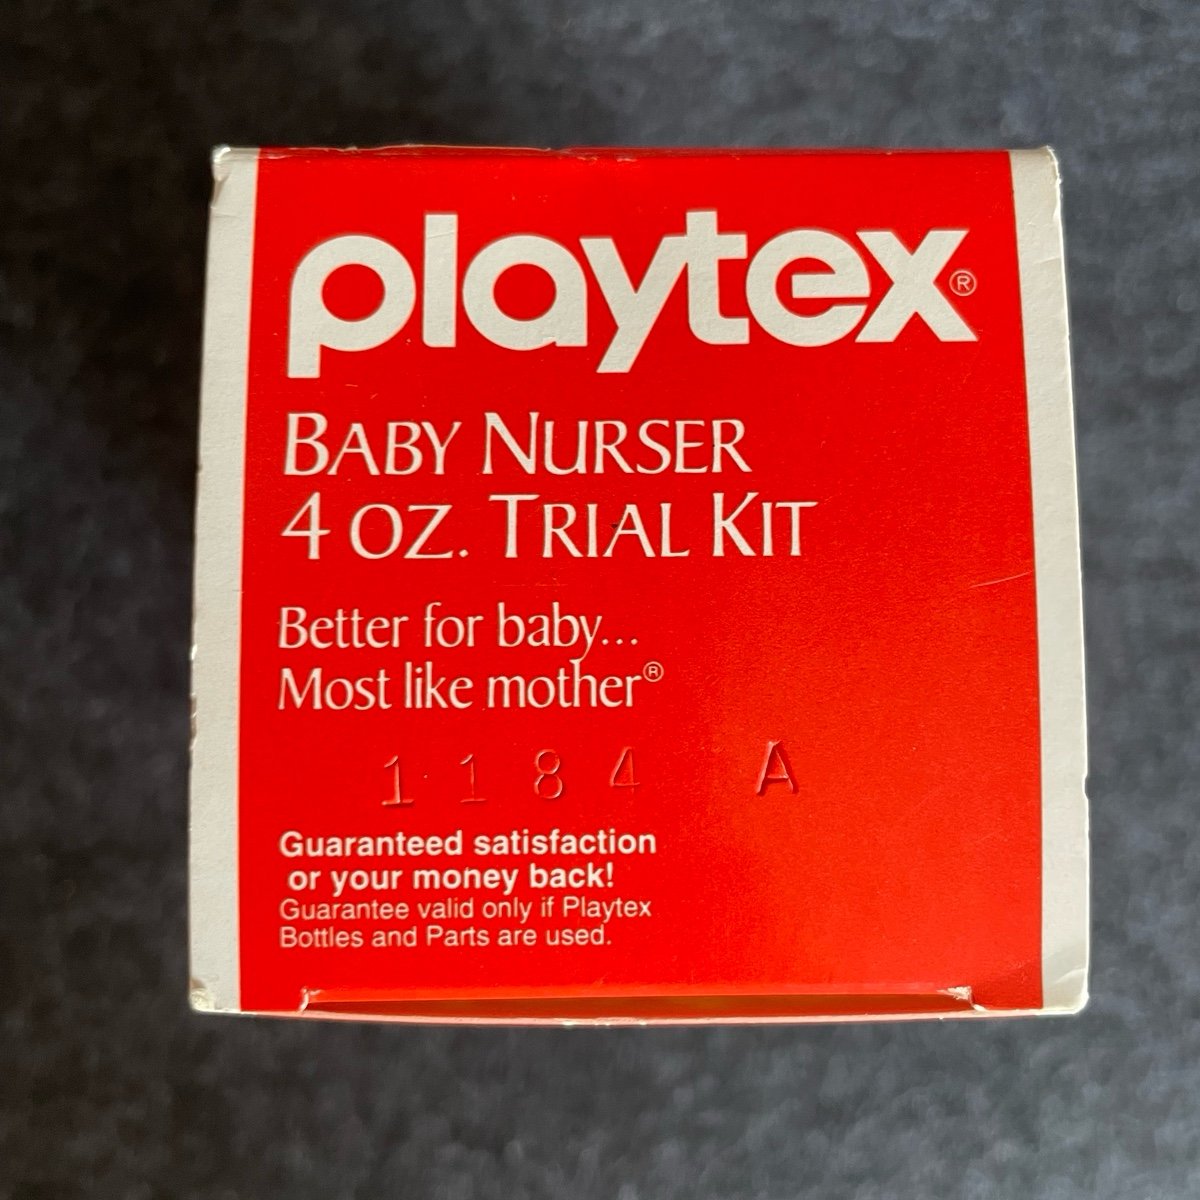 playtex®
BABY NURSER
4 OZ. TRIAL KIT
Better for baby...
Most like mother®
1184 A
Guaranteed satisfaction
or your money back!
Guarantee valid only if Playtex
Bottles and Parts are used.